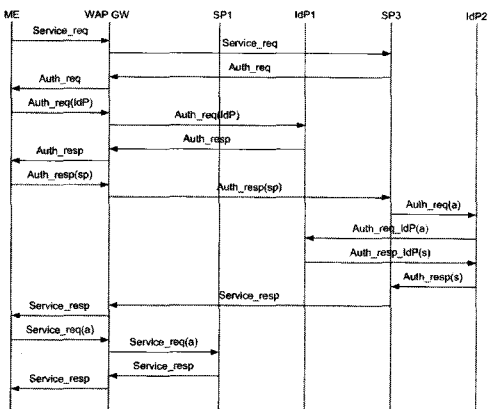 ME WAP GW SP1 IdP1 SP3 IdP2
Service_req
Service_req
Auth_req
Auth_req
Auth_req(IdP)
Auth_req(IdP)
Auth_resp
Auth_resp
Auth_resp(sp)
Auth_resp(sp)
Auth_req(a)
Auth_req_IdP(a)
Auth_resp_IdP(s)
Auth_resp(s)
Service_resp
Service_resp
Service_req(a)
Service_req(a)
Service_resp
Service_resp